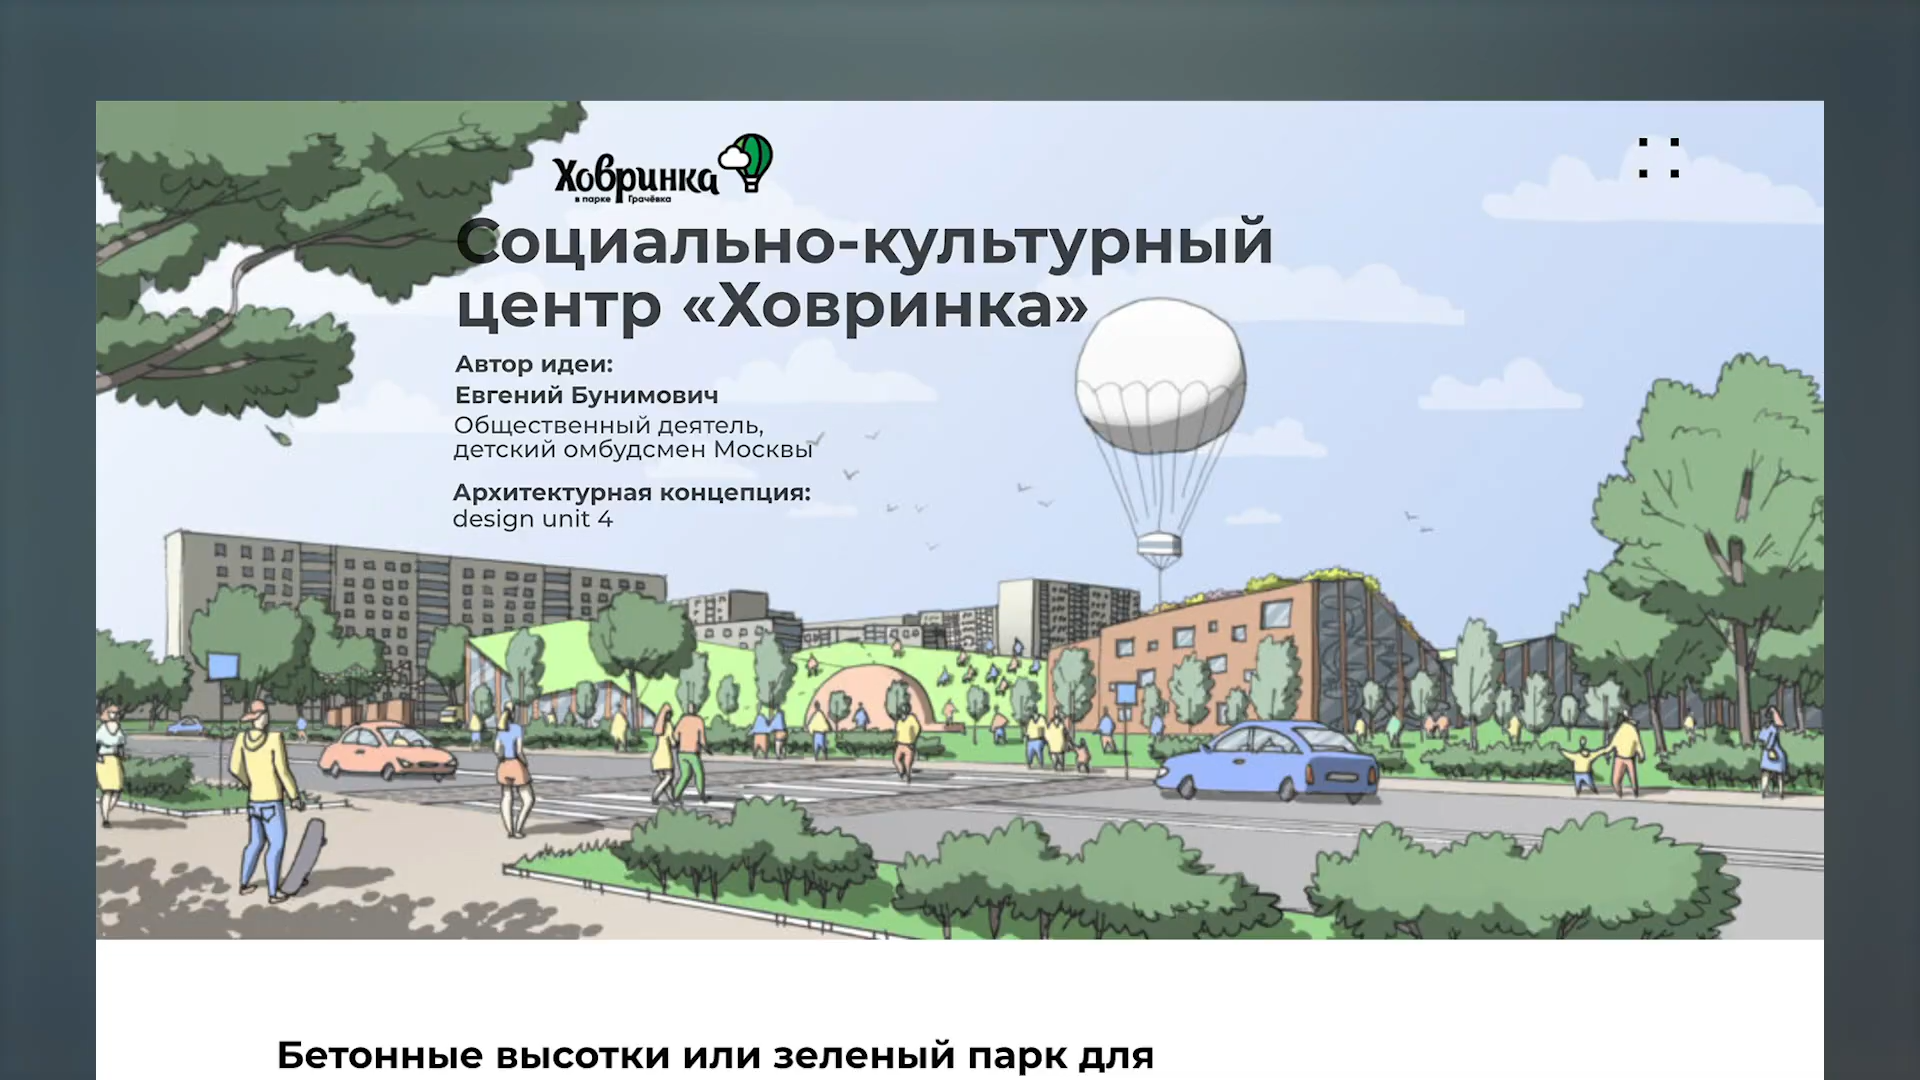 Ховринка
в парке Грачёвка
Социально-культурный
центр «Ховринка»
Автор идеи:
Евгений Бунимович
Общественный деятель,
детский омбудсмен Москвы
Архитектурная концепция:
design unit 4
Бетонные высотки или зеленый парк для